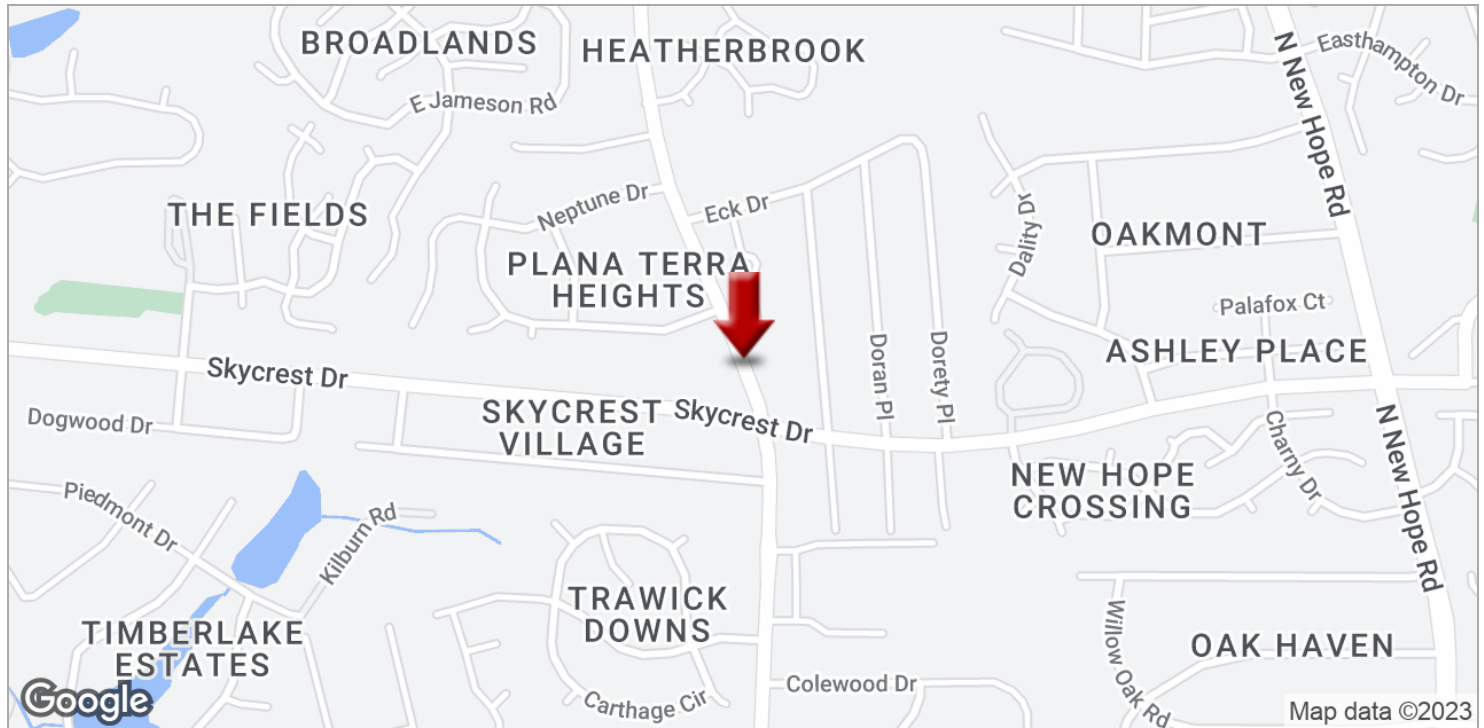 BROADLANDS
HEATHERBROOK
N New Hope Rd
Easthampton Dr
E Jameson Rd
THE FIELDS
Neptune Dr
Eck Dr
Dality Dr
OAKMONT
PLANA TERRA
HEIGHTS
Palafox Ct
Skycrest Dr
Doran Pl
Dorety Pl
ASHLEY PLACE
Dogwood Dr
SKYCREST
VILLAGE
Skycrest Dr
Charny Dr
N New Hope Rd
NEW HOPE
CROSSING
Piedmont Dr
Kilburn Rd
TRAWICK
DOWNS
TIMBERLAKE
ESTATES
Willow Oak Rd
OAK HAVEN
Carthage Cir
Colewood Dr
Google
Map data ©2023